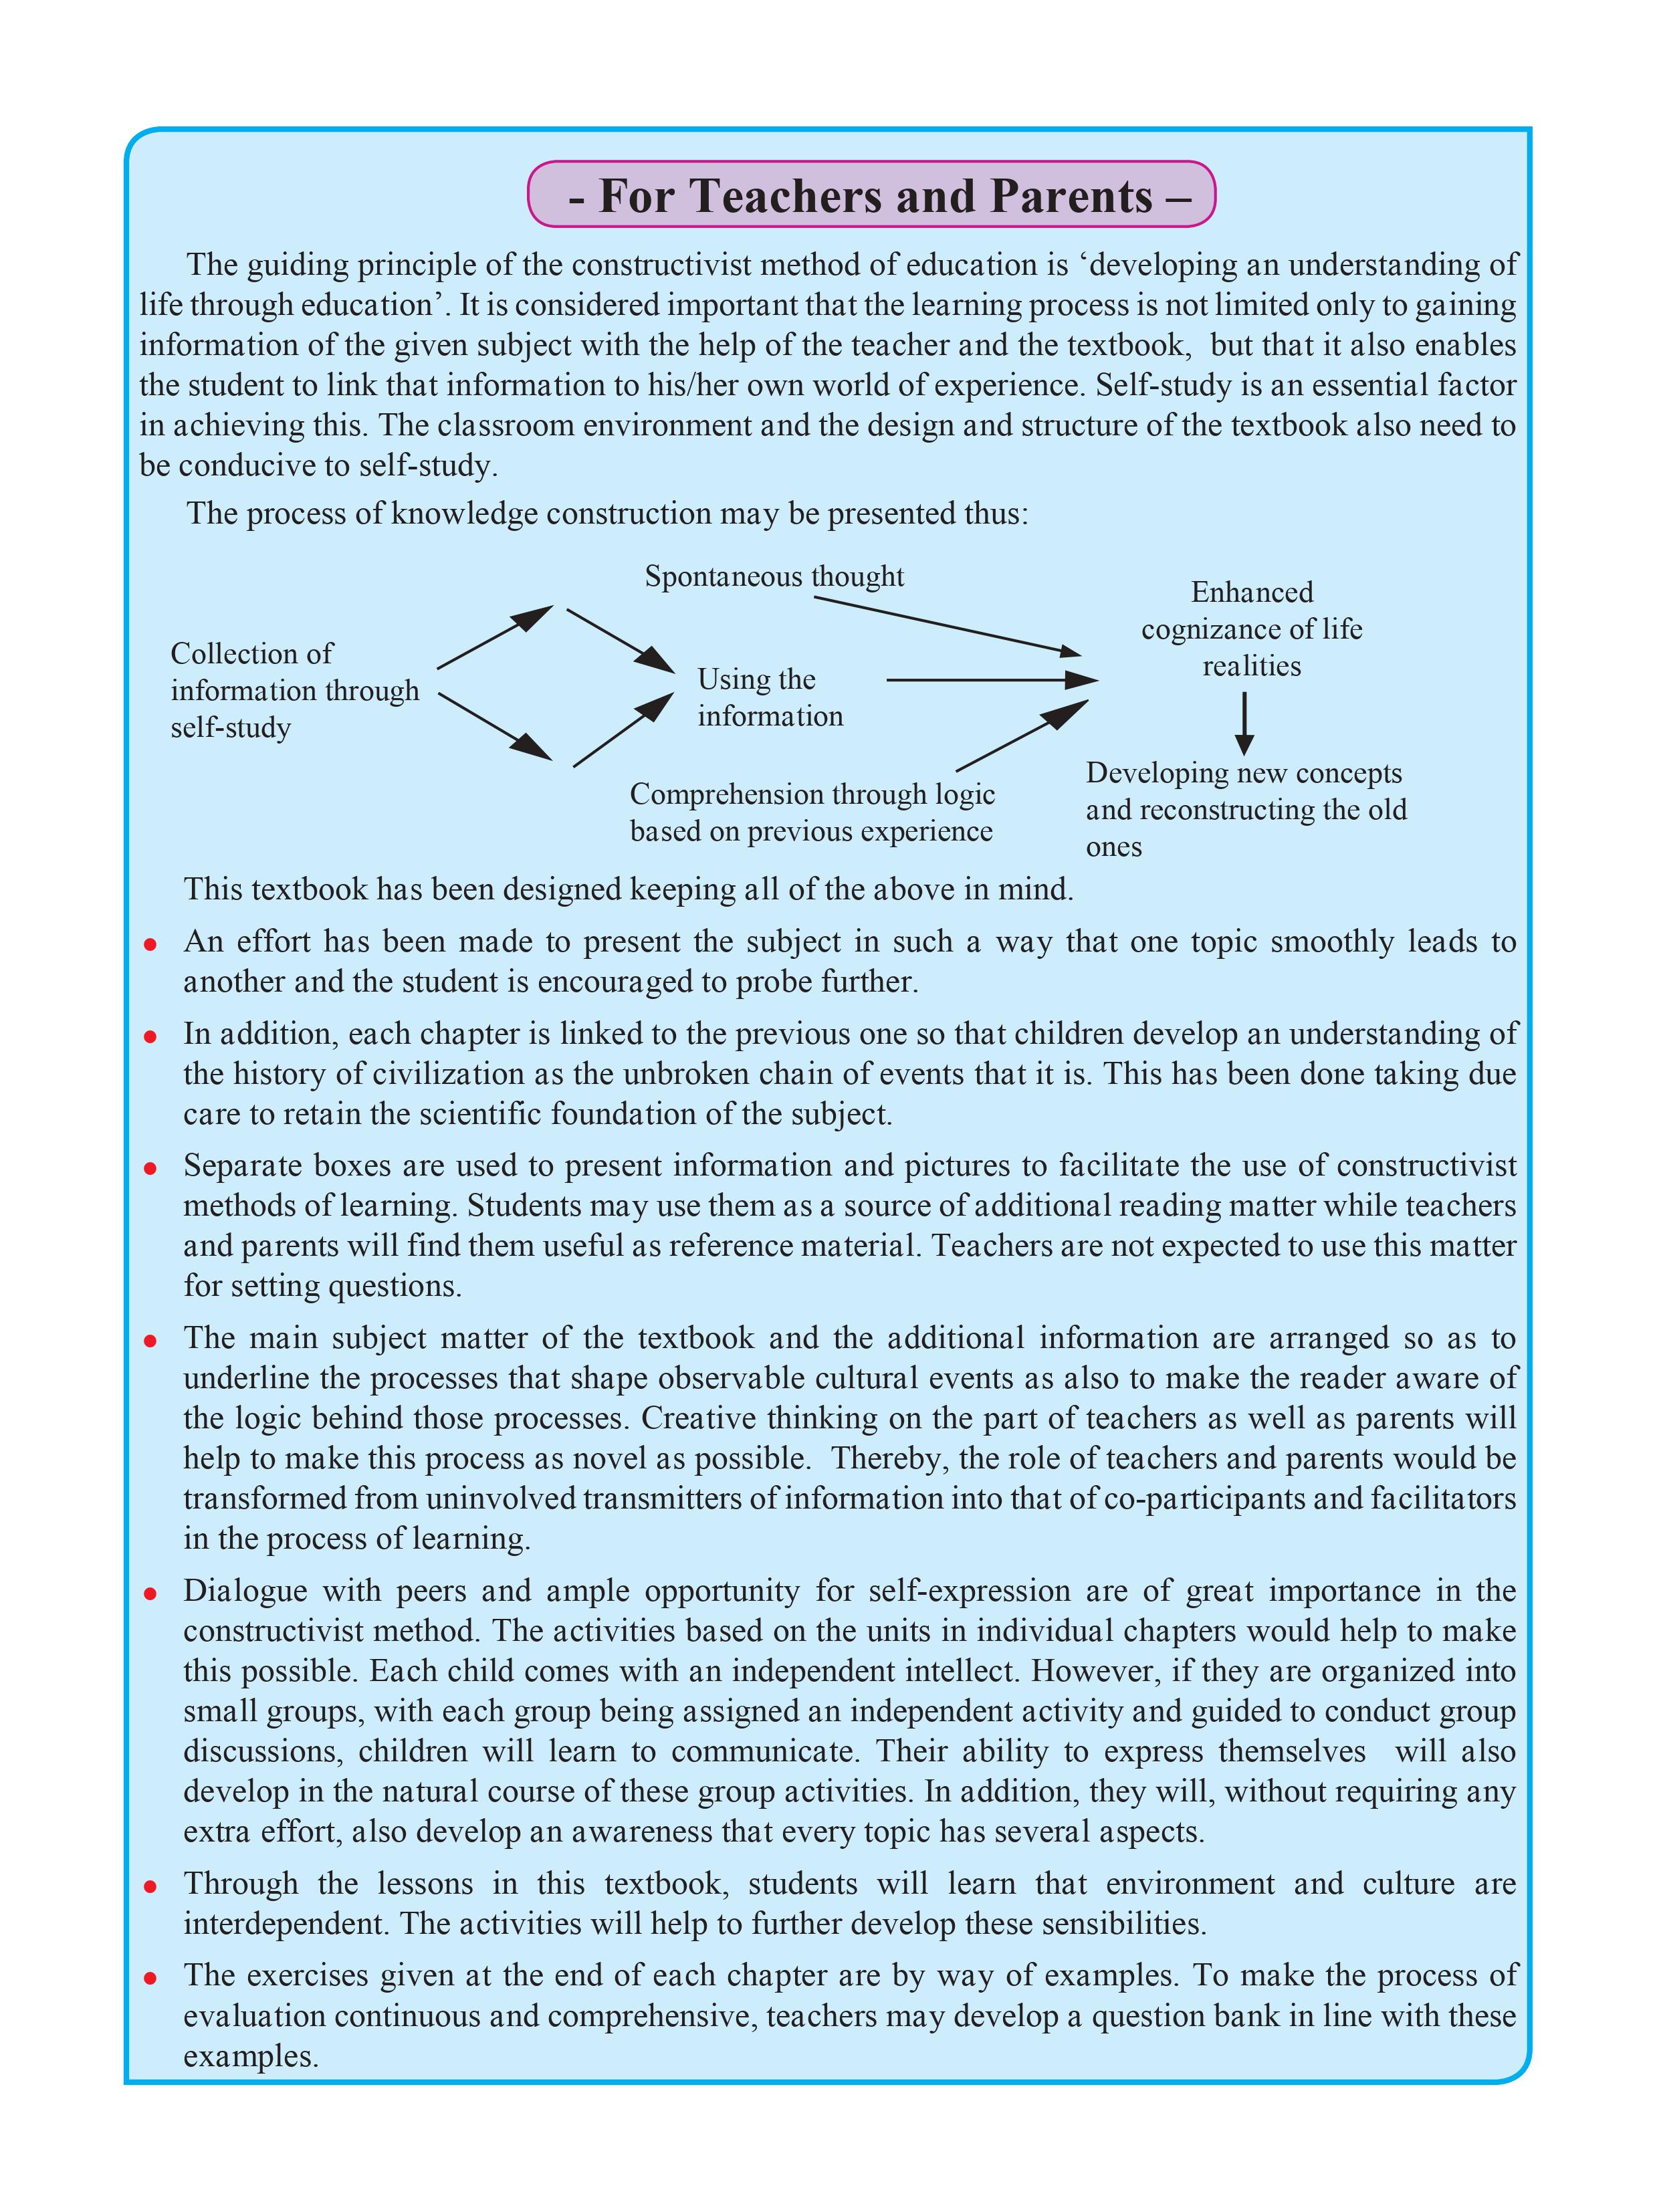 - For Teachers and Parents –
The guiding principle of the constructivist method of education is ‘developing an understanding of
life through education’. It is considered important that the learning process is not limited only to gaining
information of the given subject with the help of the teacher and the textbook, but that it also enables
the student to link that information to his/her own world of experience. Self-study is an essential factor
in achieving this. The classroom environment and the design and structure of the textbook also need to
be conducive to self-study.
The process of knowledge construction may be presented thus:
Collection of
information through
self-study
Spontaneous thought
Using the
information
Comprehension through logic
based on previous experience
Enhanced
cognizance of life
realities
Developing new concepts
and reconstructing the old
ones
This textbook has been designed keeping all of the above in mind.
• An effort has been made to present the subject in such a way that one topic smoothly leads to
another and the student is encouraged to probe further.
• In addition, each chapter is linked to the previous one so that children develop an understanding of
the history of civilization as the unbroken chain of events that it is. This has been done taking due
care to retain the scientific foundation of the subject.
• Separate boxes are used to present information and pictures to facilitate the use of constructivist
methods of learning. Students may use them as a source of additional reading matter while teachers
and parents will find them useful as reference material. Teachers are not expected to use this matter
for setting questions.
• The main subject matter of the textbook and the additional information are arranged so as to
underline the processes that shape observable cultural events as also to make the reader aware of
the logic behind those processes. Creative thinking on the part of teachers as well as parents will
help to make this process as novel as possible. Thereby, the role of teachers and parents would be
transformed from uninvolved transmitters of information into that of co-participants and facilitators
in the process of learning.
• Dialogue with peers and ample opportunity for self-expression are of great importance in the
constructivist method. The activities based on the units in individual chapters would help to make
this possible. Each child comes with an independent intellect. However, if they are organized into
small groups, with each group being assigned an independent activity and guided to conduct group
discussions, children will learn to communicate. Their ability to express themselves will also
develop in the natural course of these group activities. In addition, they will, without requiring any
extra effort, also develop an awareness that every topic has several aspects.
• Through the lessons in this textbook, students will learn that environment and culture are
interdependent. The activities will help to further develop these sensibilities.
• The exercises given at the end of each chapter are by way of examples. To make the process of
evaluation continuous and comprehensive, teachers may develop a question bank in line with these
examples.